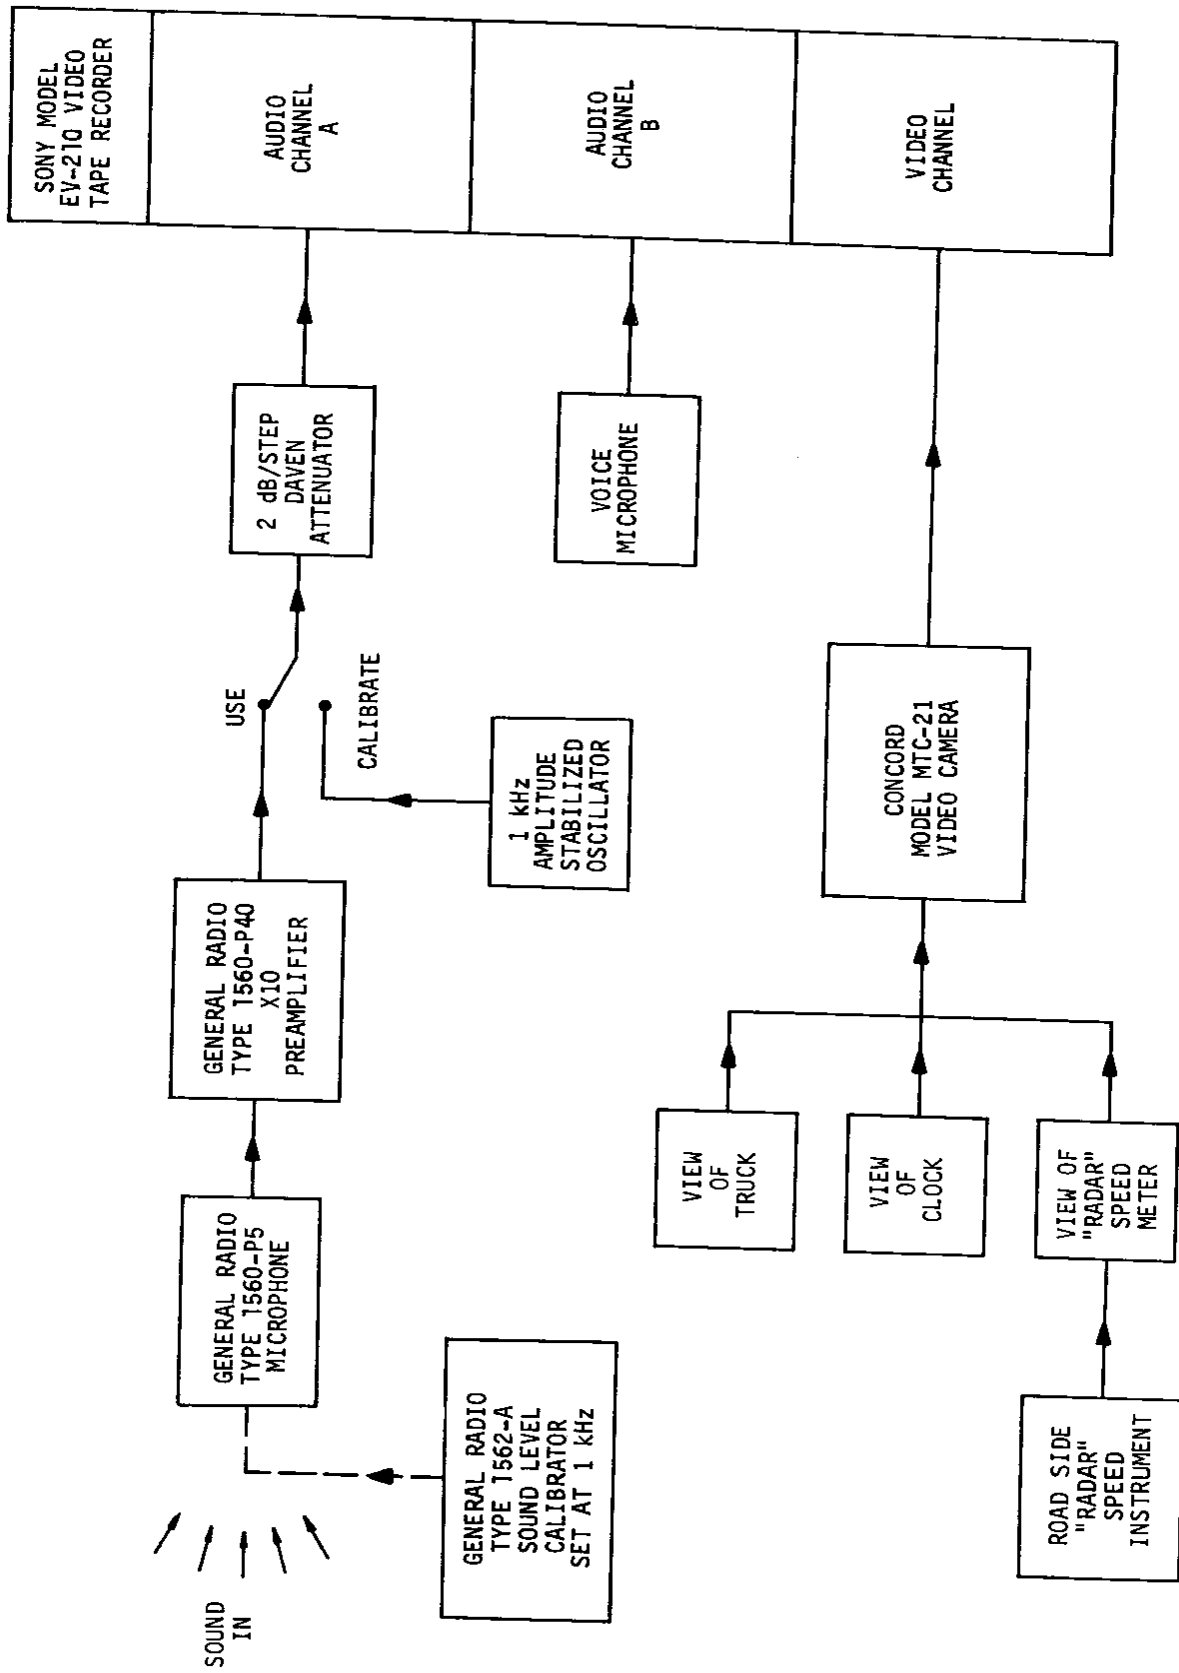 SOUND
IN
GENERAL RADIO
TYPE 1560-P5
MICROPHONE
GENERAL RADIO
TYPE 1562-A
SOUND LEVEL
CALIBRATOR
SET AT 1 kHz
GENERAL RADIO
TYPE 1560-P40
X10
PREAMPLIFIER
USE
CALIBRATE
1 kHz
AMPLITUDE
STABILIZED
OSCILLATOR
2 dB/STEP
DAVEN
ATTENUATOR
VOICE
MICROPHONE
SONY MODEL
EV-210 VIDEO
TAPE RECORDER
AUDIO
CHANNEL
A
AUDIO
CHANNEL
B
VIDEO
CHANNEL
VIEW
OF
TRUCK
VIEW
OF
CLOCK
VIEW OF
"RADAR"
SPEED
METER
ROAD SIDE
"RADAR"
SPEED
INSTRUMENT
CONCORD
MODEL MTC-21
VIDEO CAMERA